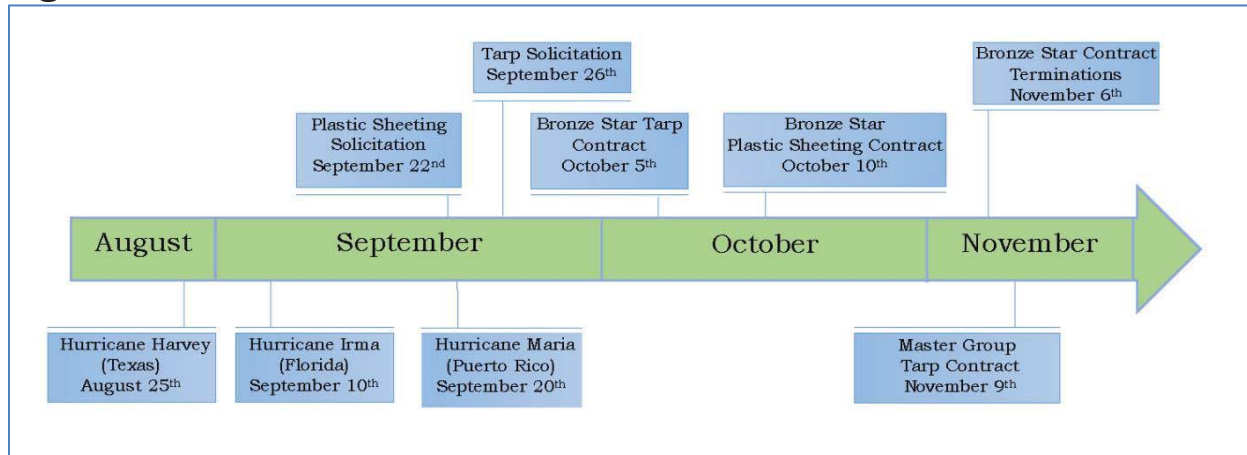 Tarp Solicitation
September 26th
Bronze Star Contract
Terminations
November 6th
Plastic Sheeting
Solicitation
September 22nd
Bronze Star Tarp
Contract
October 5th
Bronze Star
Plastic Sheeting Contract
October 10th
August
September
October
November
Hurricane Harvey
(Texas)
August 25th
Hurricane Irma
(Florida)
September 10th
Hurricane Maria
(Puerto Rico)
September 20th
Master Group
Tarp Contract
November 9th